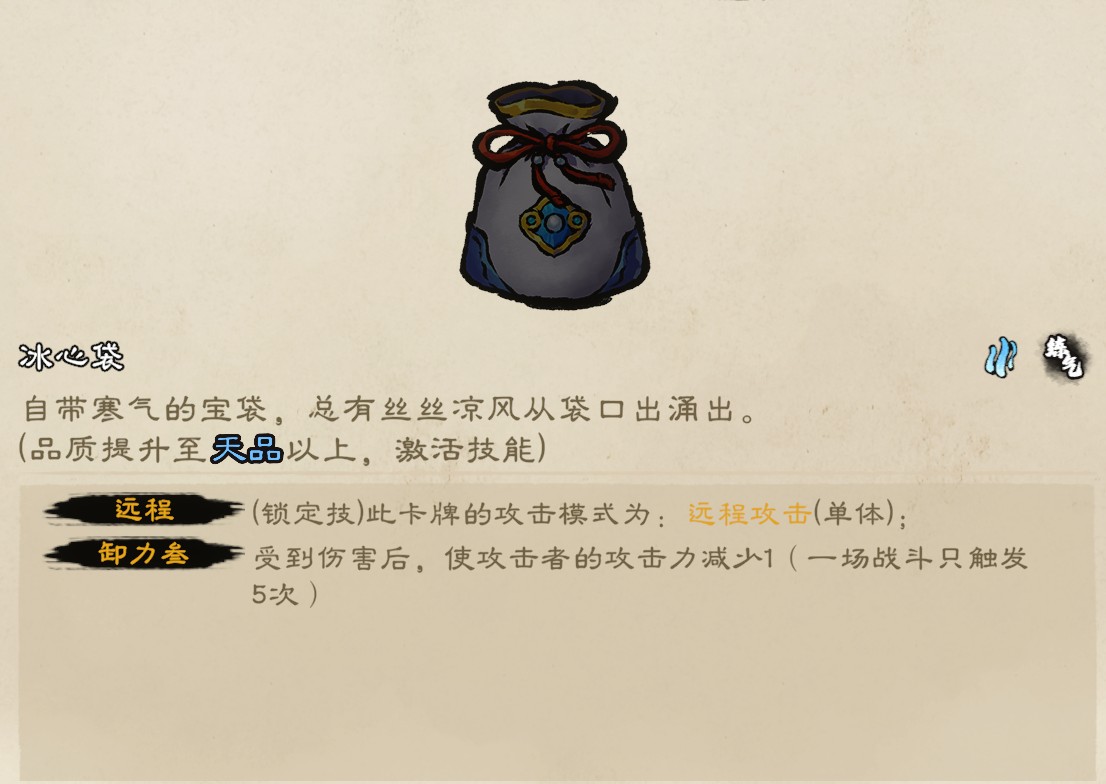 冰心袋
炼气
自带寒气的宝袋，总有丝丝凉风从袋口出涌出。
(品质提升至天品以上，激活技能)
远程 (锁定技)此卡牌的攻击模式为：远程攻击(单体)；
卸力叁 受到伤害后，使攻击者的攻击力减少1（一场战斗只触发
5次）